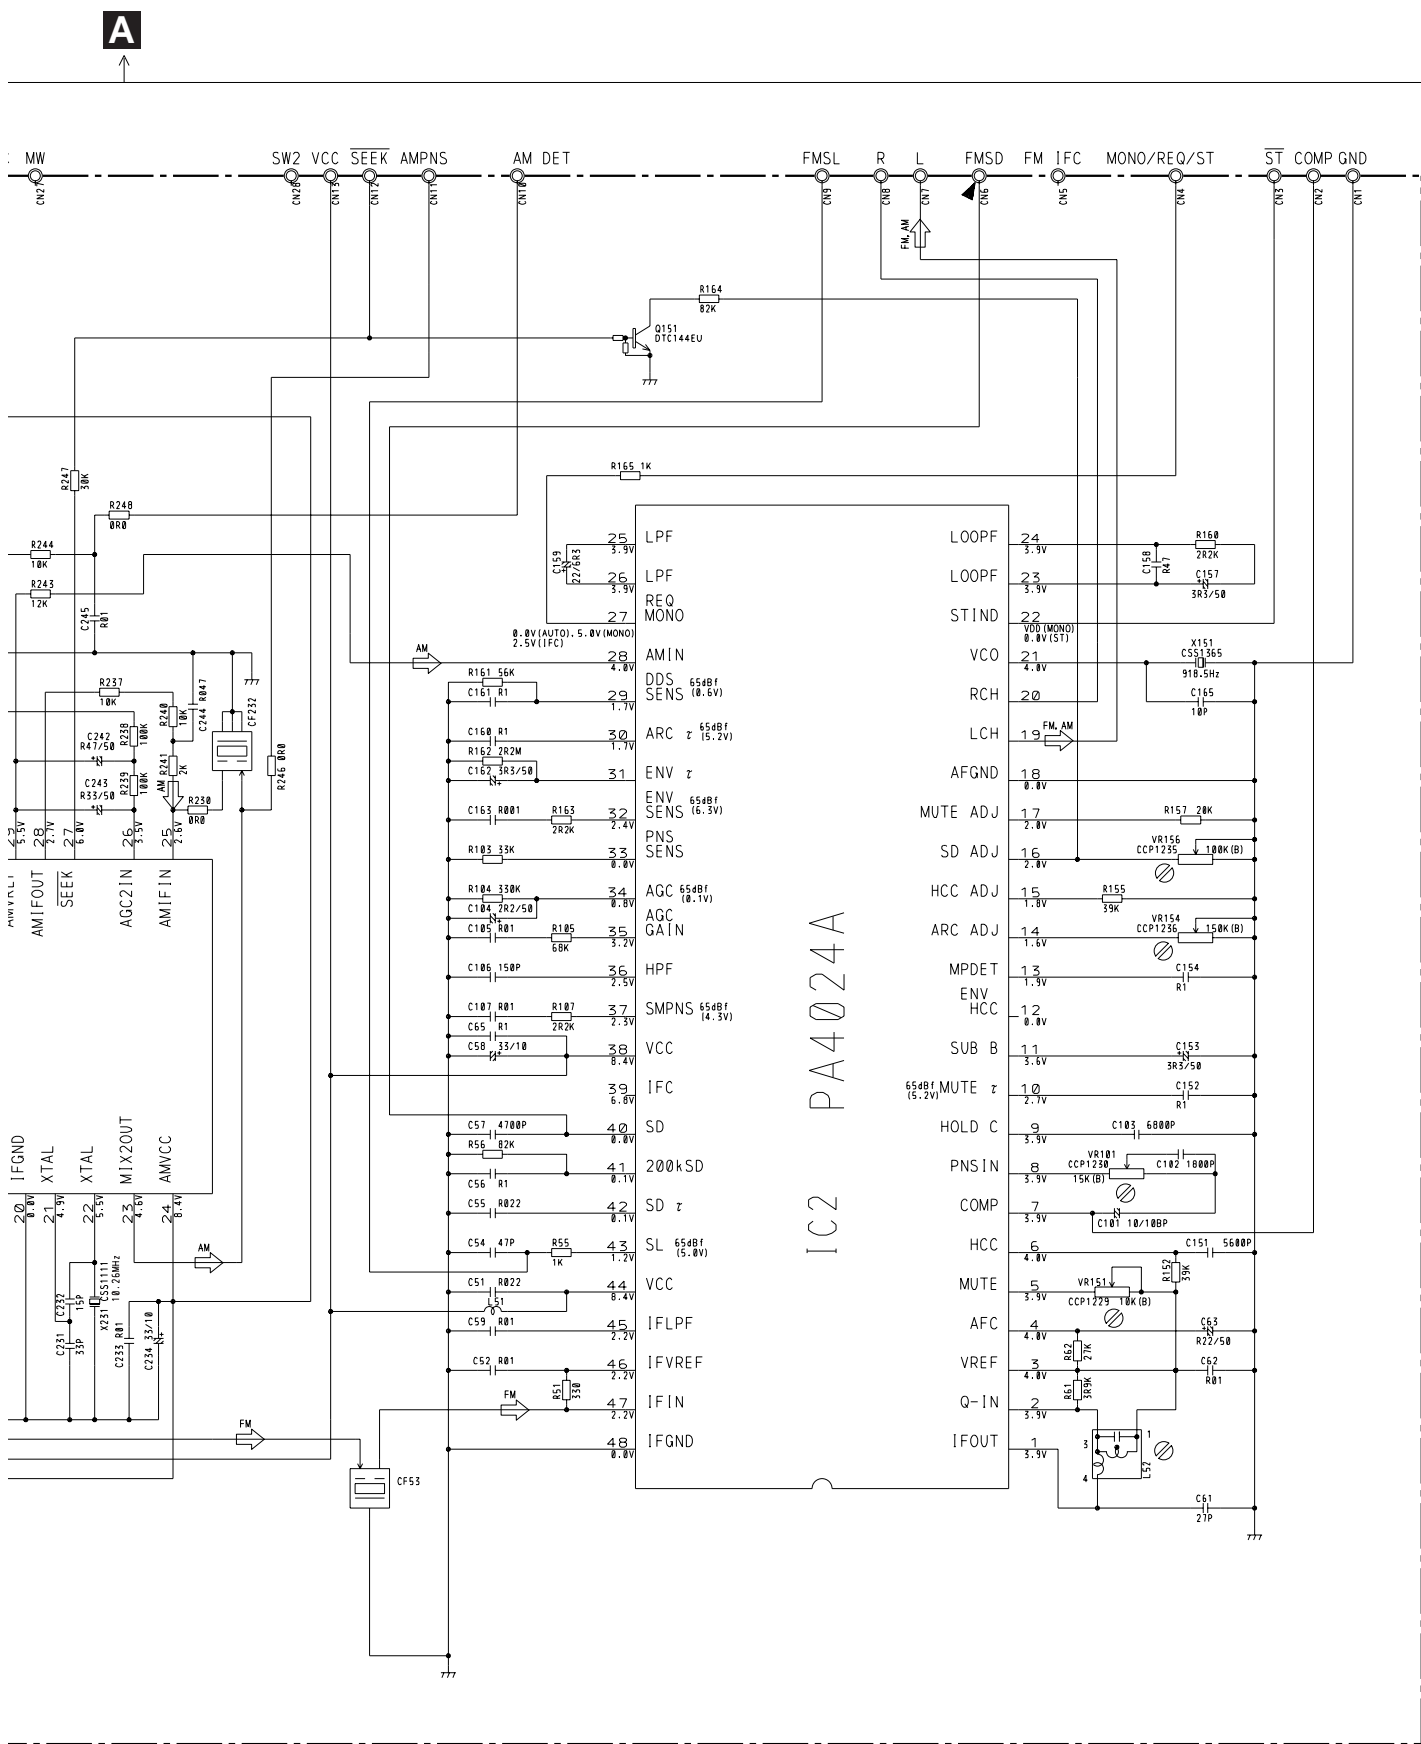 A
MW SW2 VCC SEEK AMPNS AM DET FMSL R L FMSD FM IFC MONO/REQ/ST ST COMP GND
CN27 CN28 CN13 CN12 CN11 CN10 CN9 CN8 CN7 CN6 CN5 CN4 CN3 CN2 CN1
FM, AM
R164
82K
Q151
DTC144EU
R165 1K
R247
30K
R248
0R0
R244
10K
R243
12K
C245
R01
C159
22/6R3
25 LPF
3.9V
26 LPF
3.9V
27 REQ
MONO
0.0V(AUTO), 5.0V(MONO)
2.5V(IFC)
AM
28 AMIN
4.0V
R161 56K
C161 R1
29 DDS
SENS 65dBf
(0.6V)
1.7V
C160 R1
30 ARC τ 65dBf
(5.2V)
1.7V
R162 2R2M
C162 3R3/50
31 ENV τ
C163 R001
R163
2R2K
32 ENV
SENS 65dBf
(6.3V)
2.4V
R103 33K
33 PNS
SENS
0.0V
R104 330K
34 AGC 65dBf
(0.1V)
0.8V
C104 2R2/50
C105 R01
R105
68K
35 AGC
GAIN
3.2V
C106 150P
36 HPF
2.5V
C107 R01
R107
2R2K
37 SMPNS 65dBf
(4.3V)
2.3V
C65 R1
C58 33/10
38 VCC
8.4V
39 IFC
6.8V
C57 4700P
40 SD
0.0V
R56 82K
C56 R1
41 200kSD
0.1V
C55 R022
42 SD τ
0.1V
C54 47P
R55
1K
43 SL 65dBf
(5.0V)
1.2V
C51 R022
44 VCC
8.4V
L51
C59 R01
45 IFLPF
2.2V
C52 R01
46 IFVREF
2.2V
R51
330
FM
47 IFIN
2.2V
48 IFGND
0.0V
PA4024A
IC2
LOOPF 24
3.9V
C158
R47
R160
2R2K
LOOPF 23
3.9V
C157
3R3/50
STIND 22
VDD(MONO)
0.0V(ST)
VCO 21
4.0V
X151
CSS1365
918.5Hz
RCH 20
C165
10P
LCH 19
FM, AM
AFGND 18
0.0V
MUTE ADJ 17
2.0V
R157 20K
SD ADJ 16
2.0V
VR156
CCP1235 100K(B)
HCC ADJ 15
1.8V
R155
39K
ARC ADJ 14
1.6V
VR154
CCP1236 150K(B)
MPDET 13
1.9V
C154
R1
ENV
HCC 12
0.0V
SUB B 11
3.6V
C153
3R3/50
65dBf
(5.2V) MUTE τ 10
2.7V
C152
R1
HOLD C 9
3.9V
C103 6800P
PNSIN 8
3.9V
VR101
CCP1230
15K(B)
C102 1800P
COMP 7
3.9V
C101 10/10BP
HCC 6
4.0V
C151 5600P
R152
39K
MUTE 5
3.9V
VR151
CCP1229 10K(B)
AFC 4
4.0V
C63
R22/50
R62
27K
VREF 3
4.0V
C62
R01
R61
3R9K
Q-IN 2
3.9V
IFOUT 1
3.9V
3 1
4
L52
C61
27P
R237
10K
C242
R47/50
C243
R33/50
R238
100K
R239
100K
R240
10K
R241
2K
AM
C244 R047
CF232
R230
0R0
R246 0R0
28 27 26 25
5.5V 2.7V 6.0V 3.5V 2.6V
AMIFOUT
SEEK
AGC2IN
AMIFIN
IFGND
XTAL
XTAL
MIX2OUT
AMVCC
20 21 22 23 24
0.0V 4.9V 5.5V 4.6V 8.4V
AM
C232
15P
C231
33P
X231 CSS1111
10.26MHz
C233 R01
C234 33/10
FM
CF53